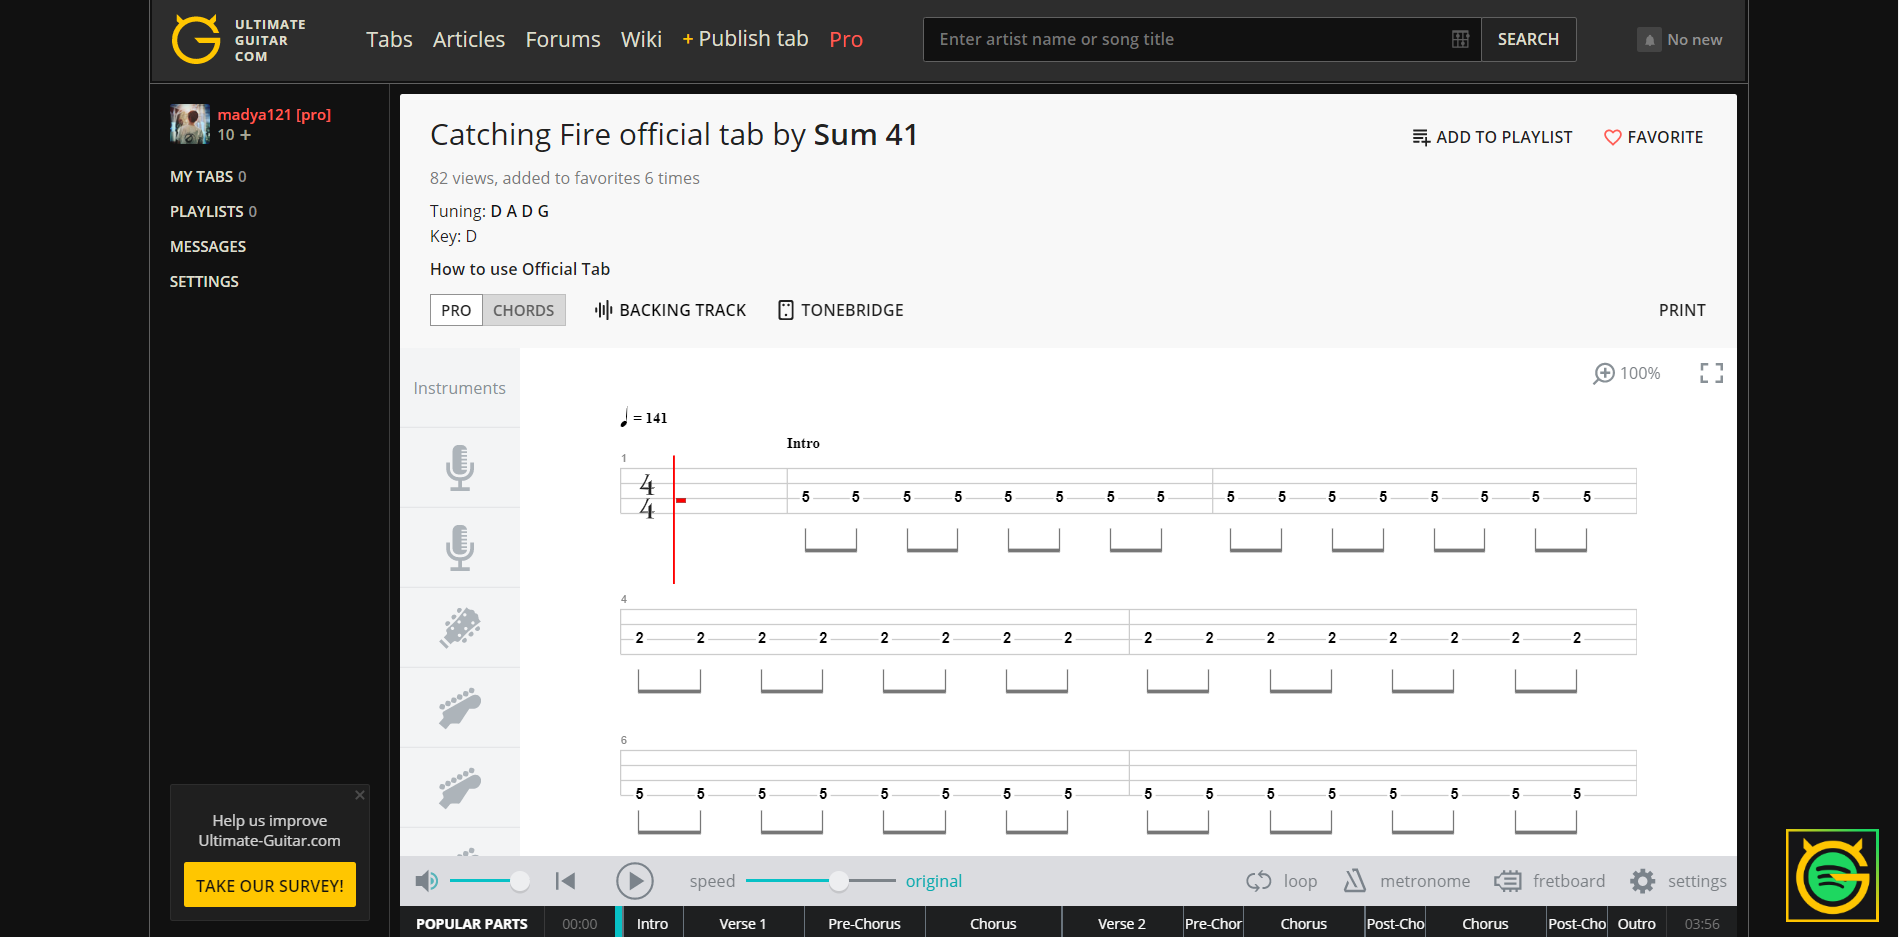 ULTIMATE
GUITAR
COM
Tabs Articles Forums Wiki + Publish tab Pro
Enter artist name or song title
SEARCH
No new
madya121 [pro]
10 +
MY TABS 0
PLAYLISTS 0
MESSAGES
SETTINGS
Catching Fire official tab by Sum 41
ADD TO PLAYLIST
FAVORITE
82 views, added to favorites 6 times
Tuning: D A D G
Key: D
How to use Official Tab
PRO CHORDS BACKING TRACK TONEBRIDGE PRINT
Instruments
100%
= 141
Intro
1
4
4
5 5 5 5 5 5 5 5 5 5 5 5 5 5 5 5
4
2 2 2 2 2 2 2 2 2 2 2 2 2 2 2 2
6
5 5 5 5 5 5 5 5 5 5 5 5 5 5 5 5
Help us improve
Ultimate-Guitar.com
TAKE OUR SURVEY!
speed original loop metronome fretboard settings
POPULAR PARTS 00:00 Intro Verse 1 Pre-Chorus Chorus Verse 2 Pre-Chor Chorus Post-Cho Chorus Post-Cho Outro 03:56